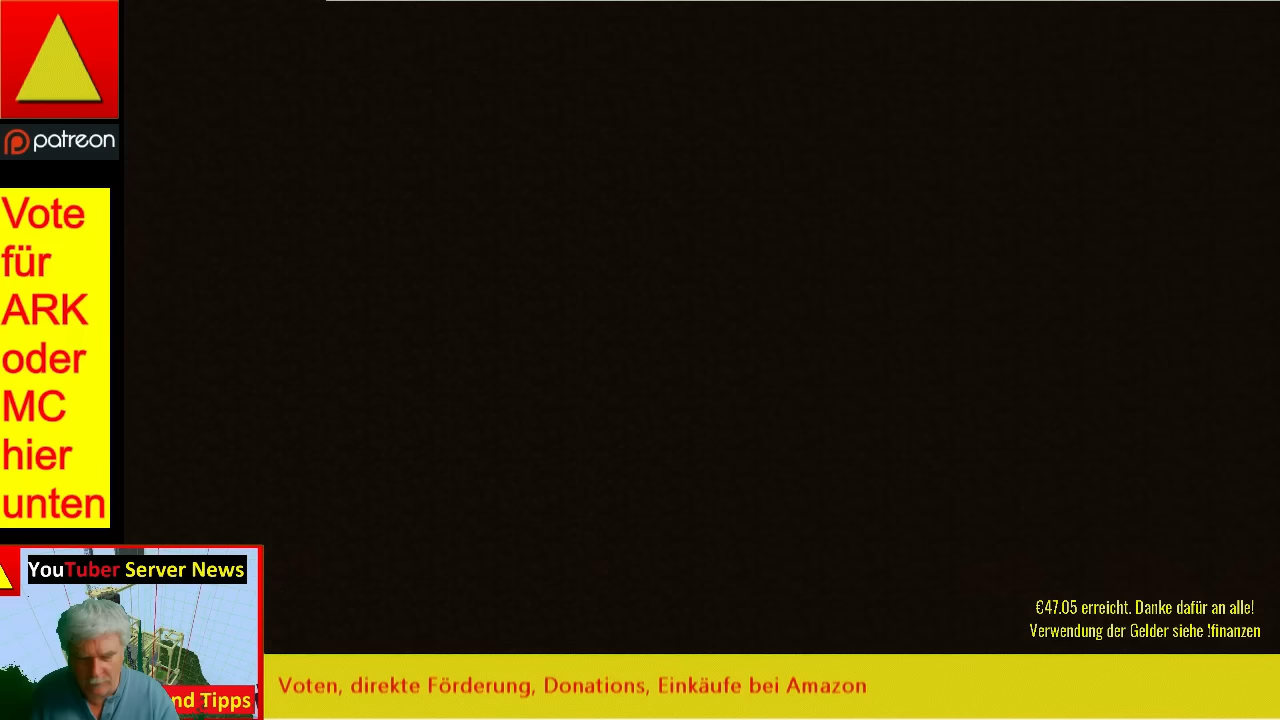 patreon
Vote
für
ARK
oder
MC
hier
unten
YouTuber Server News
nd Tipps
€47.05 erreicht. Danke dafür an alle!
Verwendung der Gelder siehe !finanzen
Voten, direkte Förderung, Donations, Einkäufe bei Amazon